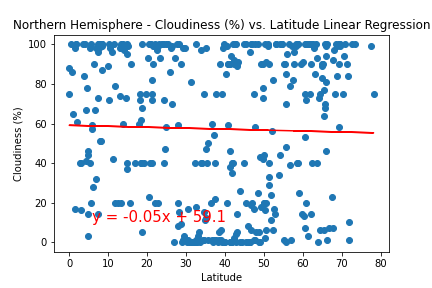 Northern Hemisphere - Cloudiness (%) vs. Latitude Linear Regression
100
80
60
40
20
0
Cloudiness (%)
y = -0.05x + 59.1
0 10 20 30 40 50 60 70 80
Latitude